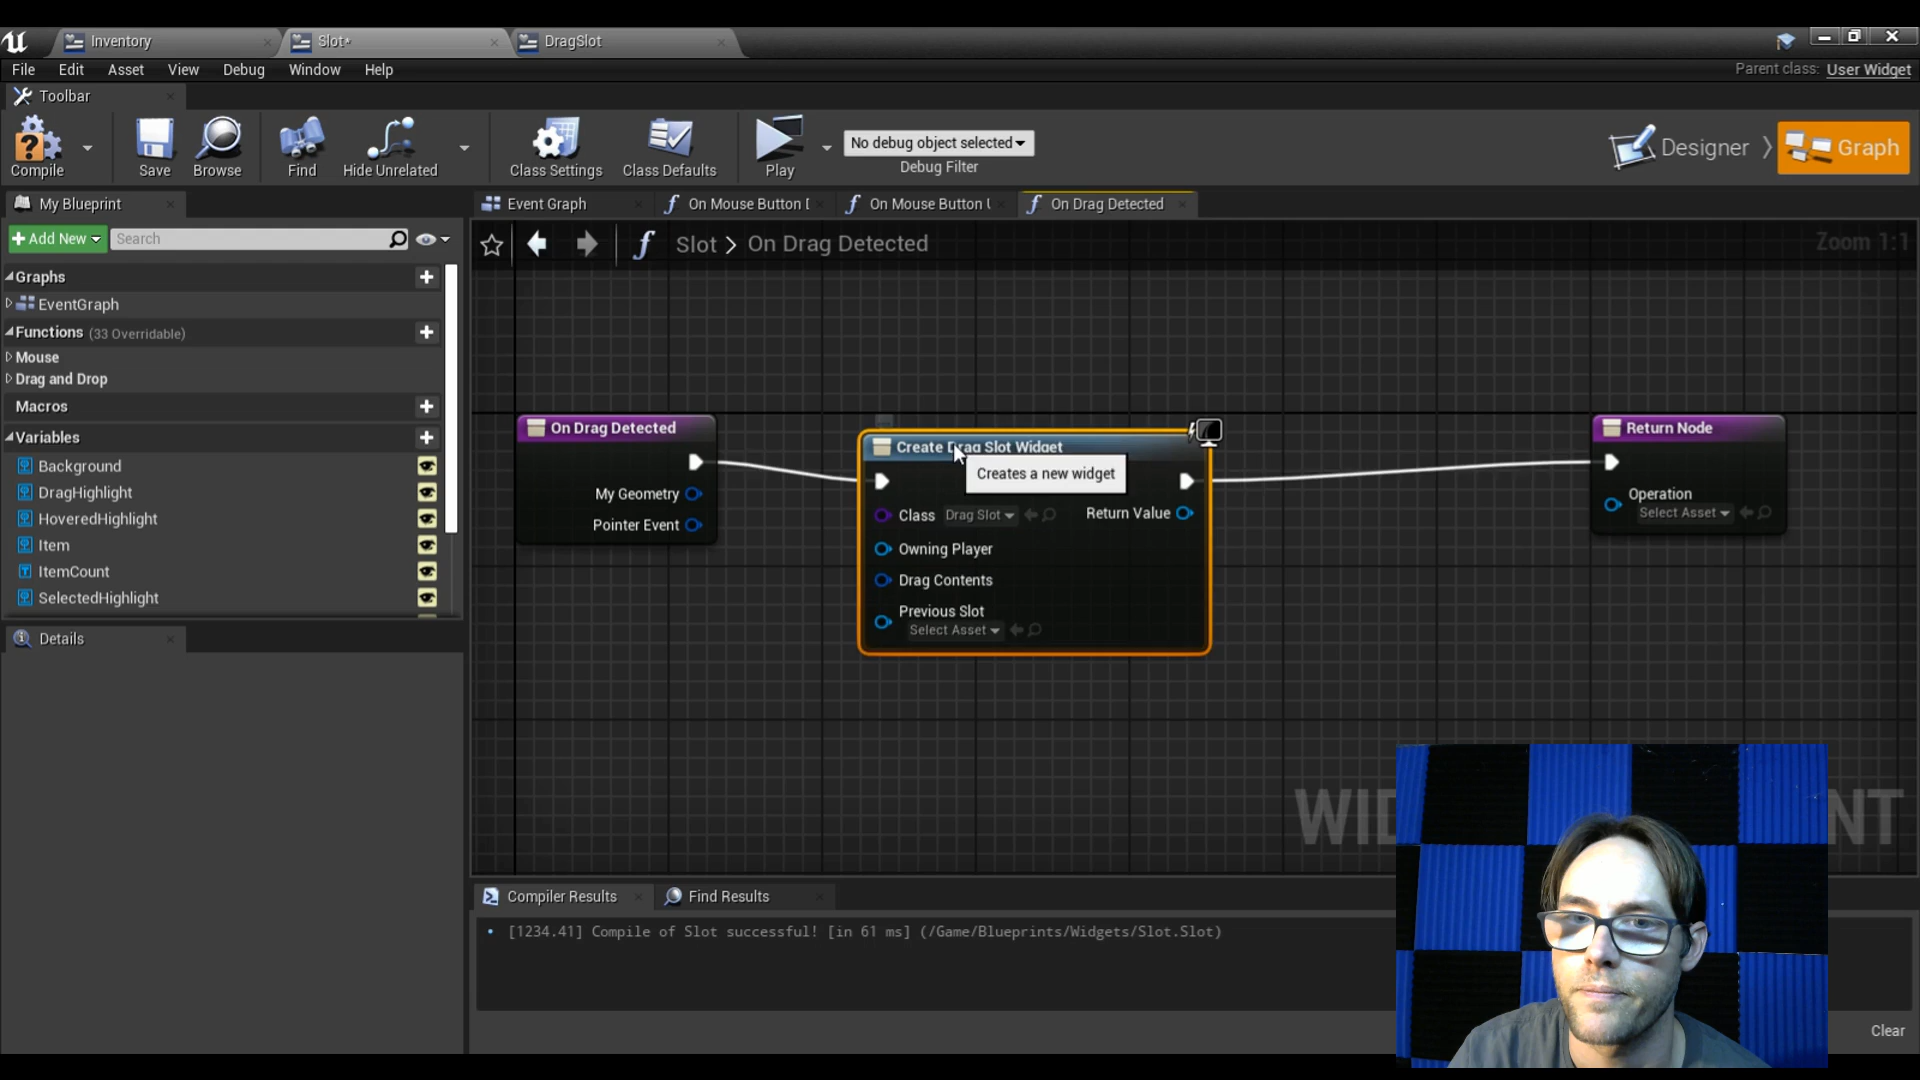 Inventory
Slot*
DragSlot
File Edit Asset View Debug Window Help
Parent class: User Widget
Toolbar
Compile
Save
Browse
Find
Hide Unrelated
Class Settings
Class Defaults
Play
No debug object selected
Debug Filter
Designer
Graph
My Blueprint
Event Graph
On Mouse Button D
On Mouse Button U
On Drag Detected
Add New
Search
Slot > On Drag Detected
Zoom 1:1
Graphs
EventGraph
Functions (33 Overridable)
Mouse
Drag and Drop
Macros
Variables
Background
DragHighlight
HoveredHighlight
Item
ItemCount
SelectedHighlight
Details
On Drag Detected
My Geometry
Pointer Event
Create Drag Slot Widget
Creates a new widget
Class Drag Slot
Return Value
Owning Player
Drag Contents
Previous Slot
Select Asset
Return Node
Operation
Select Asset
Compiler Results
Find Results
[1234.41] Compile of Slot successful! [in 61 ms] (/Game/Blueprints/Widgets/Slot.Slot)
Clear